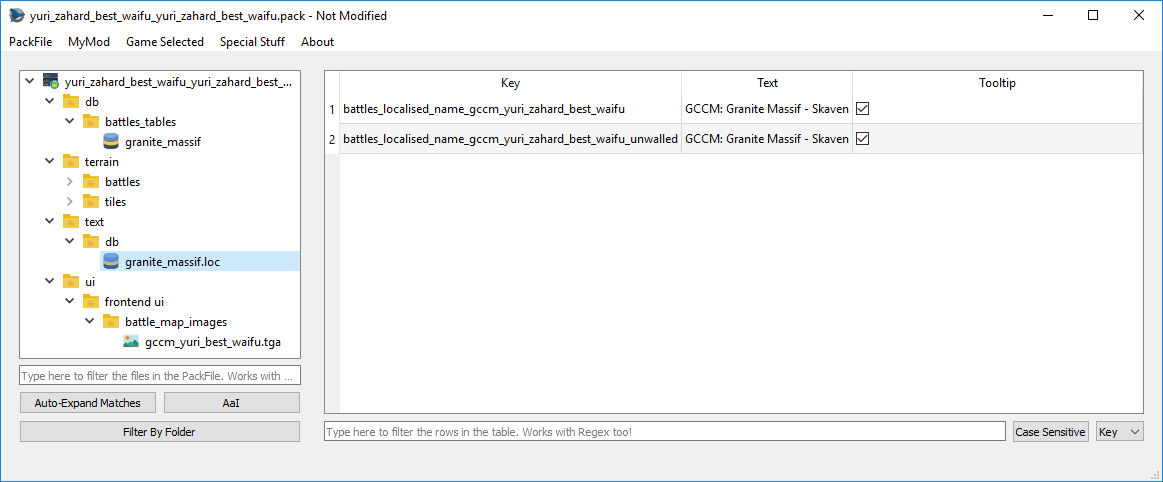 yuri_zahard_best_waifu_yuri_zahard_best_waifu.pack - Not Modified
PackFile MyMod Game Selected Special Stuff About
yuri_zahard_best_waifu_yuri_zahard_best_...
db
battles_tables
granite_massif
terrain
battles
tiles
text
db
granite_massif.loc
ui
frontend ui
battle_map_images
gccm_yuri_best_waifu.tga
Type here to filter the files in the PackFile. Works with ...
Auto-Expand Matches AaI
Filter By Folder
Key Text Tooltip
1 battles_localised_name_gccm_yuri_zahard_best_waifu GCCM: Granite Massif - Skaven
2 battles_localised_name_gccm_yuri_zahard_best_waifu_unwalled GCCM: Granite Massif - Skaven
Type here to filter the rows in the table. Works with Regex too! Case Sensitive Key